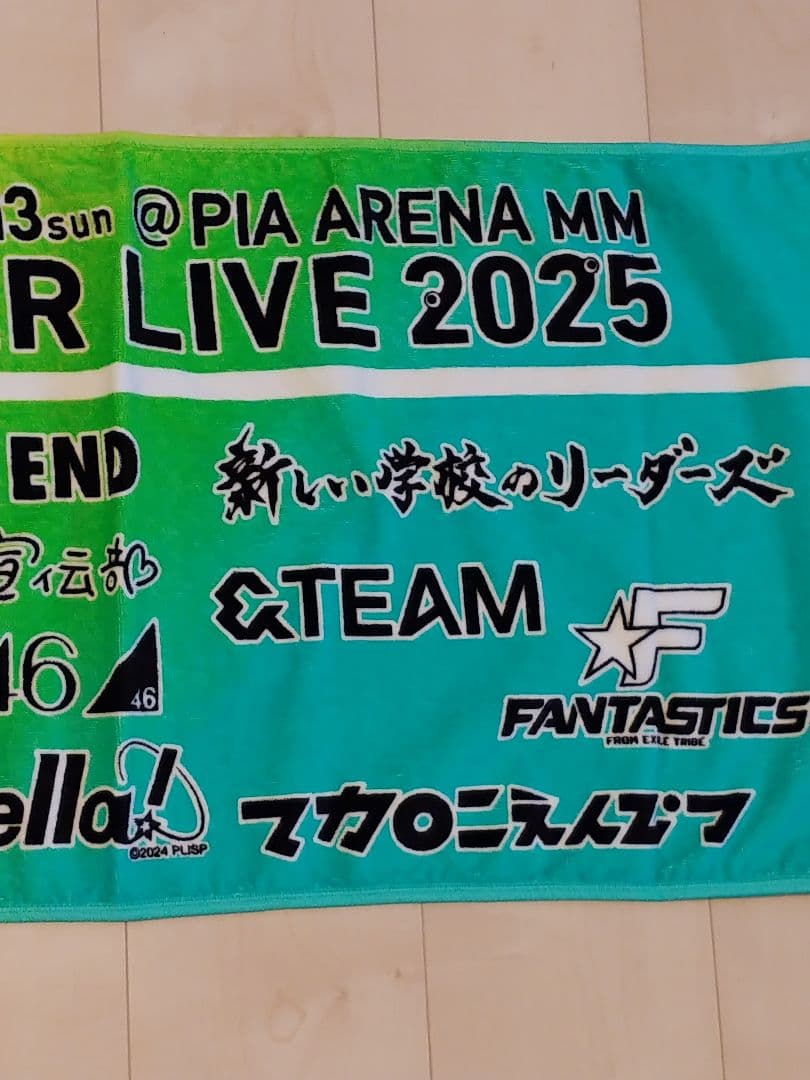 13sun @PIA ARENA MM
ER LIVE 2025
END
新しい学校のリーダーズ
宣伝部
&TEAM
46
46
F
FANTASTICS
FROM EXILE TRIBE
ella!
©2024 PLISP
マカロニえんぴつ